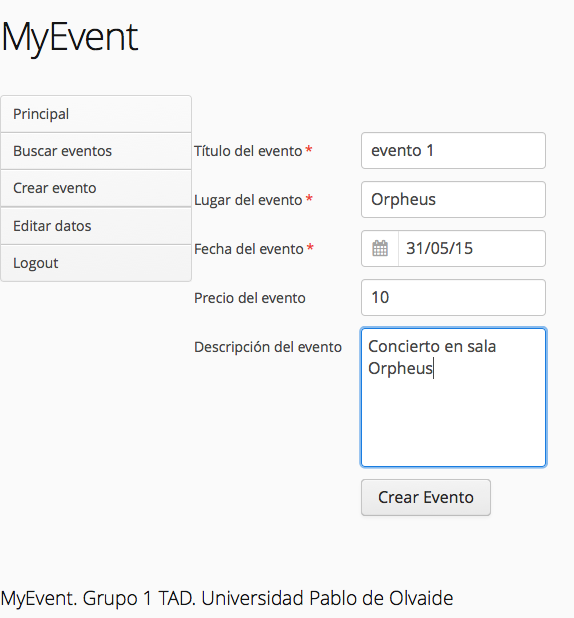 MyEvent
Principal
Buscar eventos
Crear evento
Editar datos
Logout
Título del evento *
evento 1
Lugar del evento *
Orpheus
Fecha del evento *
31/05/15
Precio del evento
10
Descripción del evento
Concierto en sala
Orpheus
Crear Evento
MyEvent. Grupo 1 TAD. Universidad Pablo de Olvaide